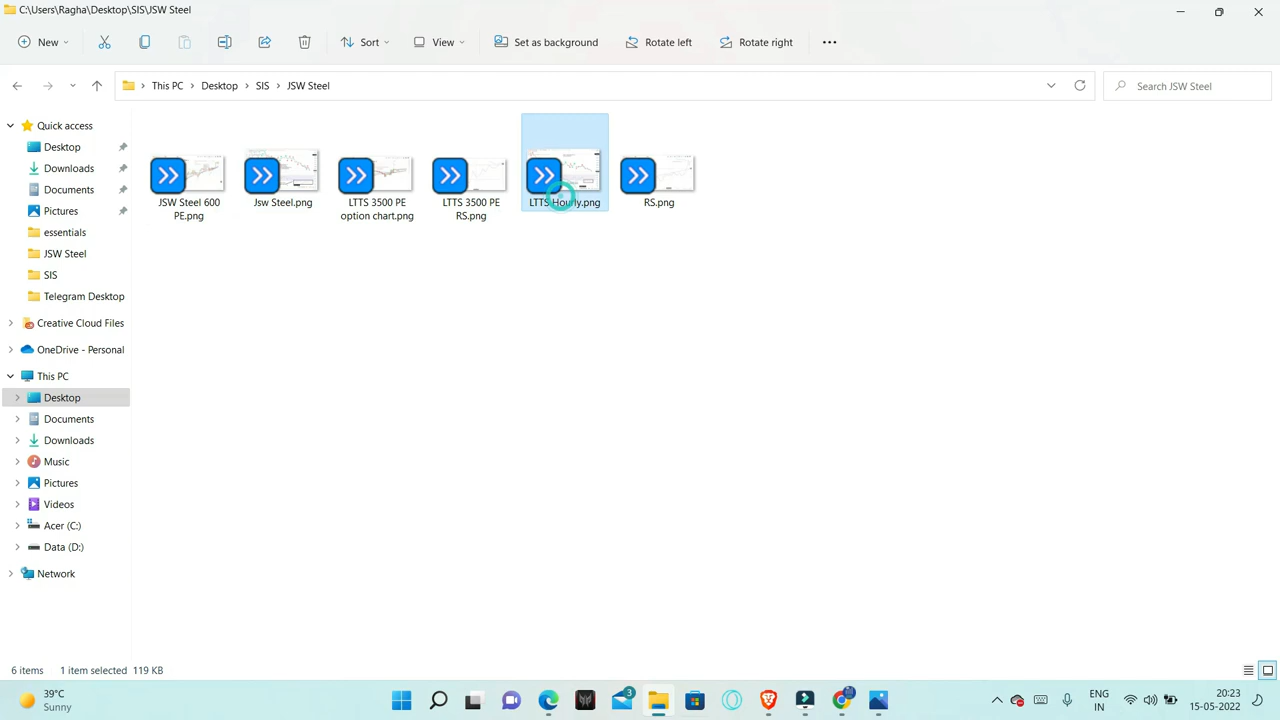 C:\Users\Ragha\Desktop\SIS\JSW Steel
New
Sort
View
Set as background
Rotate left
Rotate right
This PC
Desktop
SIS
JSW Steel
Search JSW Steel
Quick access
Desktop
Downloads
Documents
Pictures
essentials
JSW Steel
SIS
Telegram Desktop
Creative Cloud Files
OneDrive - Personal
This PC
Desktop
Documents
Downloads
Music
Pictures
Videos
Acer (C:)
Data (D:)
Network
JSW Steel 600
PE.png
Jsw Steel.png
LTTS 3500 PE
option chart.png
LTTS 3500 PE
RS.png
LTTS Hourly.png
RS.png
6 items
1 item selected 119 KB
39°C
Sunny
3
ENG
IN
20:23
15-05-2022